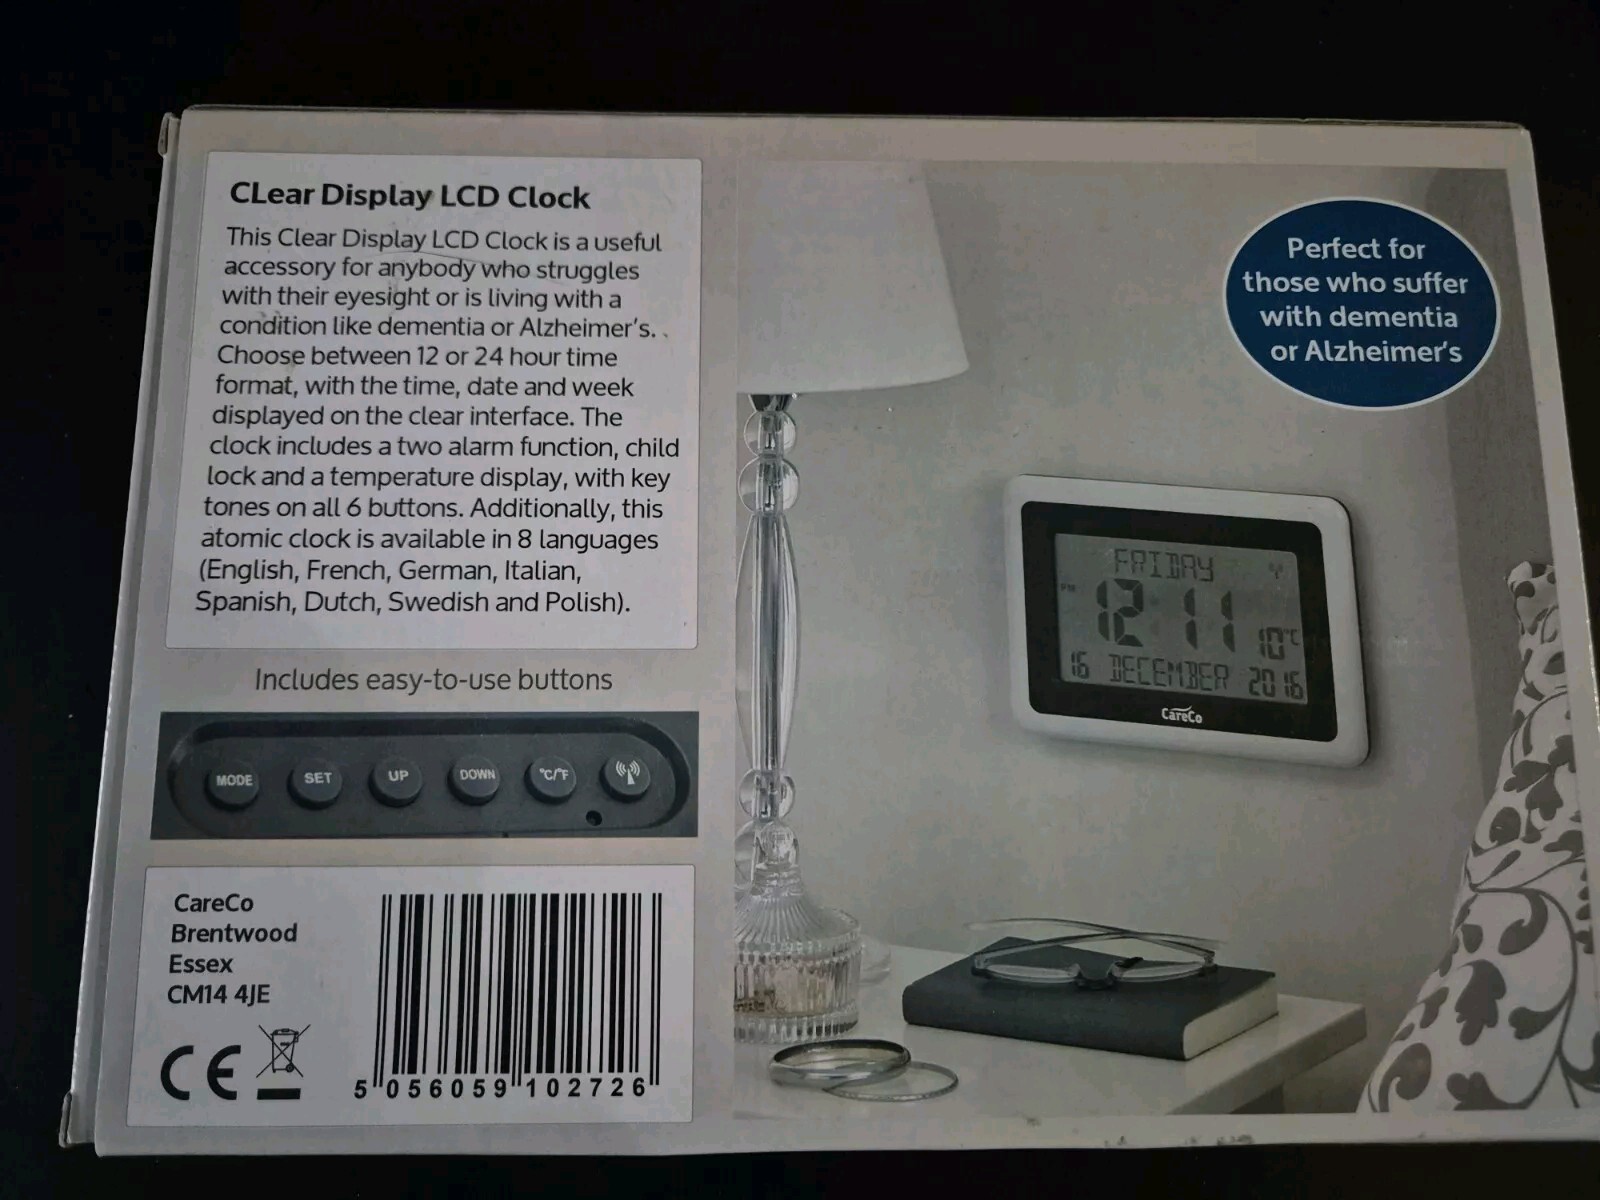 CLear Display LCD Clock
This Clear Display LCD Clock is a useful
accessory for anybody who struggles
with their eyesight or is living with a
condition like dementia or Alzheimer's.
Choose between 12 or 24 hour time
format, with the time, date and week
displayed on the clear interface. The
clock includes a two alarm function, child
lock and a temperature display, with key
tones on all 6 buttons. Additionally, this
atomic clock is available in 8 languages
(English, French, German, Italian,
Spanish, Dutch, Swedish and Polish).
Includes easy-to-use buttons
MODE SET UP DOWN °C/°F
CareCo
Brentwood
Essex
CM14 4JE
CE
5 056059 102726
Perfect for
those who suffer
with dementia
or Alzheimer's
FRIDAY
PM 12:11 10°C
16 DECEMBER 2016
CareCo